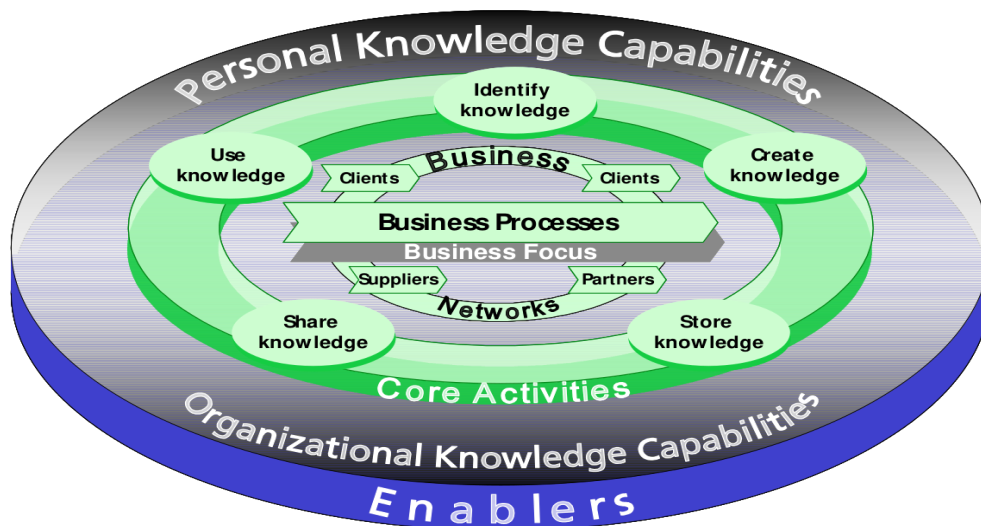 Personal Knowledge Capabilities
Identify
knowledge
Use
knowledge
Create
knowledge
Business
Clients
Clients
Business Processes
Business Focus
Suppliers
Partners
Networks
Share
knowledge
Store
knowledge
Core Activities
Organizational Knowledge Capabilities
Enablers